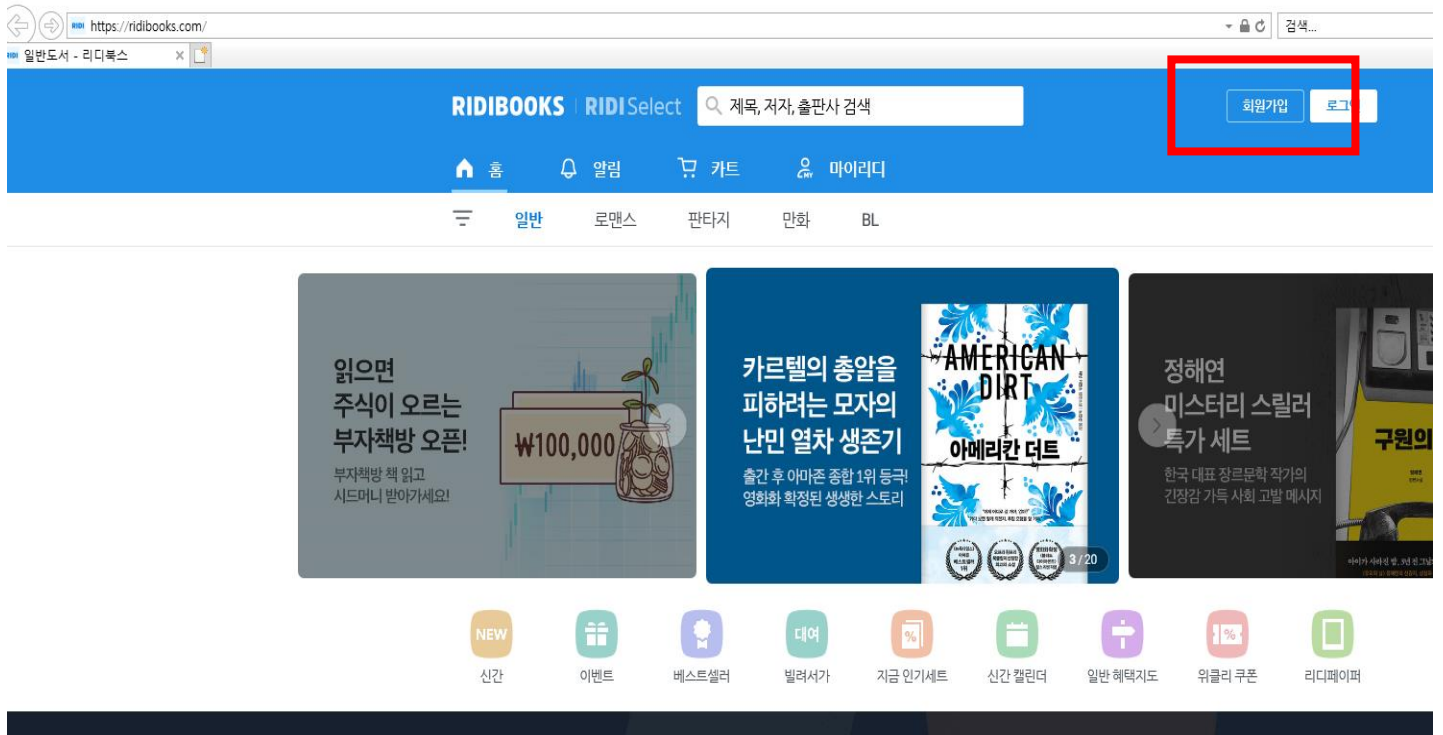 https://ridibooks.com/
검색...
일반도서 - 리디북스
RIDIBOOKS RIDI Select 제목, 저자, 출판사 검색
회원가입
홈 알림 카트 마이리디
일반 로맨스 판타지 만화 BL
읽으면
주식이 오르는
부자책방 오픈!
부자책방 책 읽고
시드머니 받아가세요!
₩100,000
카르텔의 총알을
피하려는 모자의
난민 열차 생존기
출간 후 아마존 종합 1위 등극!
영화화 확정된 생생한 스토리
AMERICAN
DIRT
아메리칸 더트
3 / 20
정해연
미스터리 스릴러
특가 세트
한국 대표 장르문학 작가의
긴장감 가득 사회 고발 메시지
구원의
NEW 대여 % %
신간 이벤트 베스트셀러 빌려서가 지금 인기세트 신간 캘린더 일반 혜택지도 위클리 쿠폰 리디페이퍼